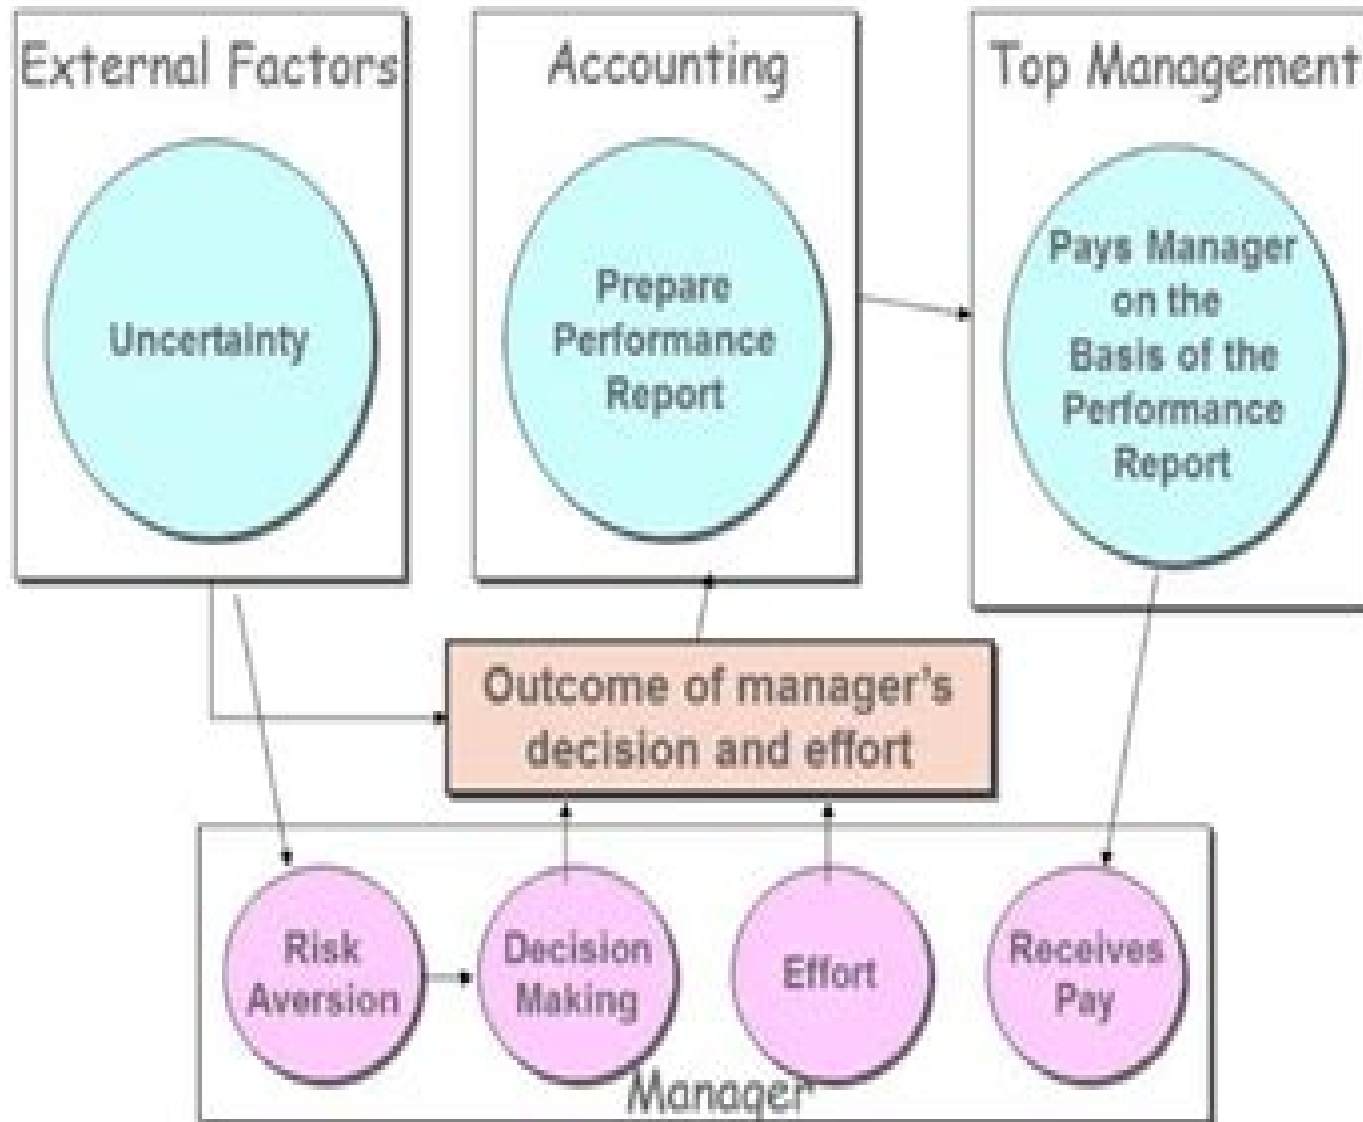 External Factors
Uncertainty
Accounting
Prepare
Performance
Report
Top Management
Pays Manager
on the
Basis of the
Performance
Report
Outcome of manager's
decision and effort
Risk
Aversion
Decision
Making
Effort
Receives
Pay
Manager